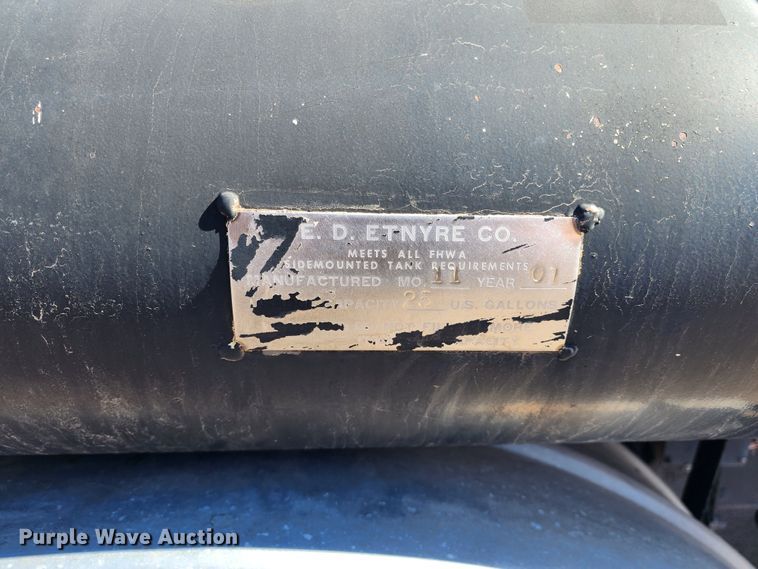 E. D. ETNYRE CO.
MEETS ALL FHWA
SIDEMOUNTED TANK REQUIREMENTS
MANUFACTURED MO. 11 YEAR 01
CAPACITY 25 U.S. GALLONS
Purple Wave Auction